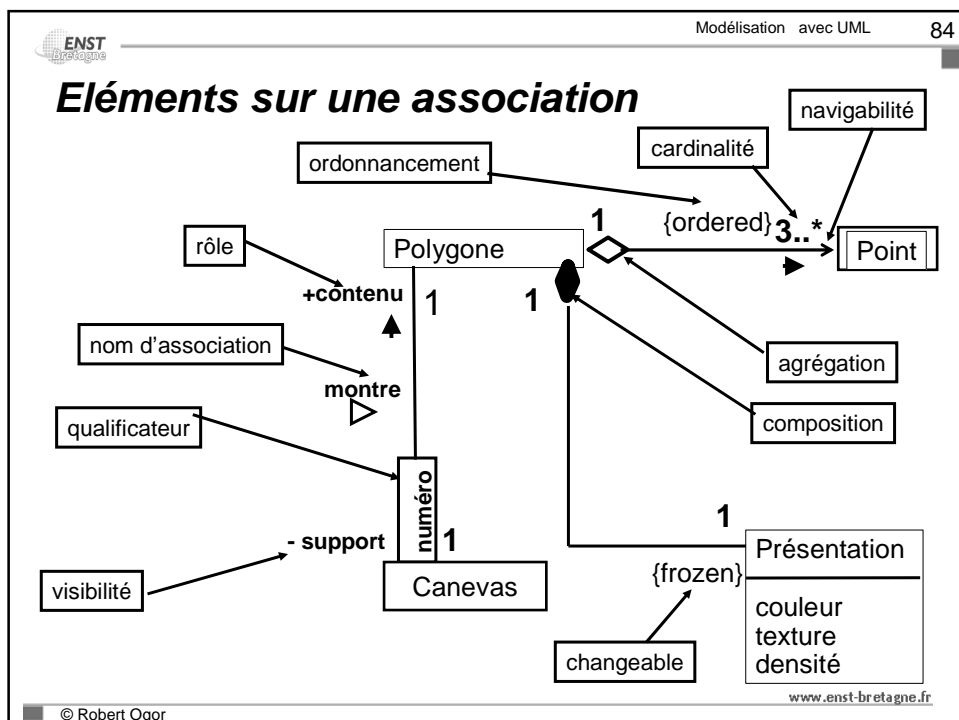 Modélisation avec UML 84
ENST
Bretagne
Eléments sur une association
navigabilité
cardinalité
ordonnancement
{ordered} 3..*
1
rôle
Polygone
Point
+contenu
1
1
nom d'association
agrégation
montre
composition
qualificateur
numéro
1
- support
1
Présentation
Canevas
{frozen}
visibilité
couleur
texture
densité
changeable
www.enst-bretagne.fr
© Robert Ogor